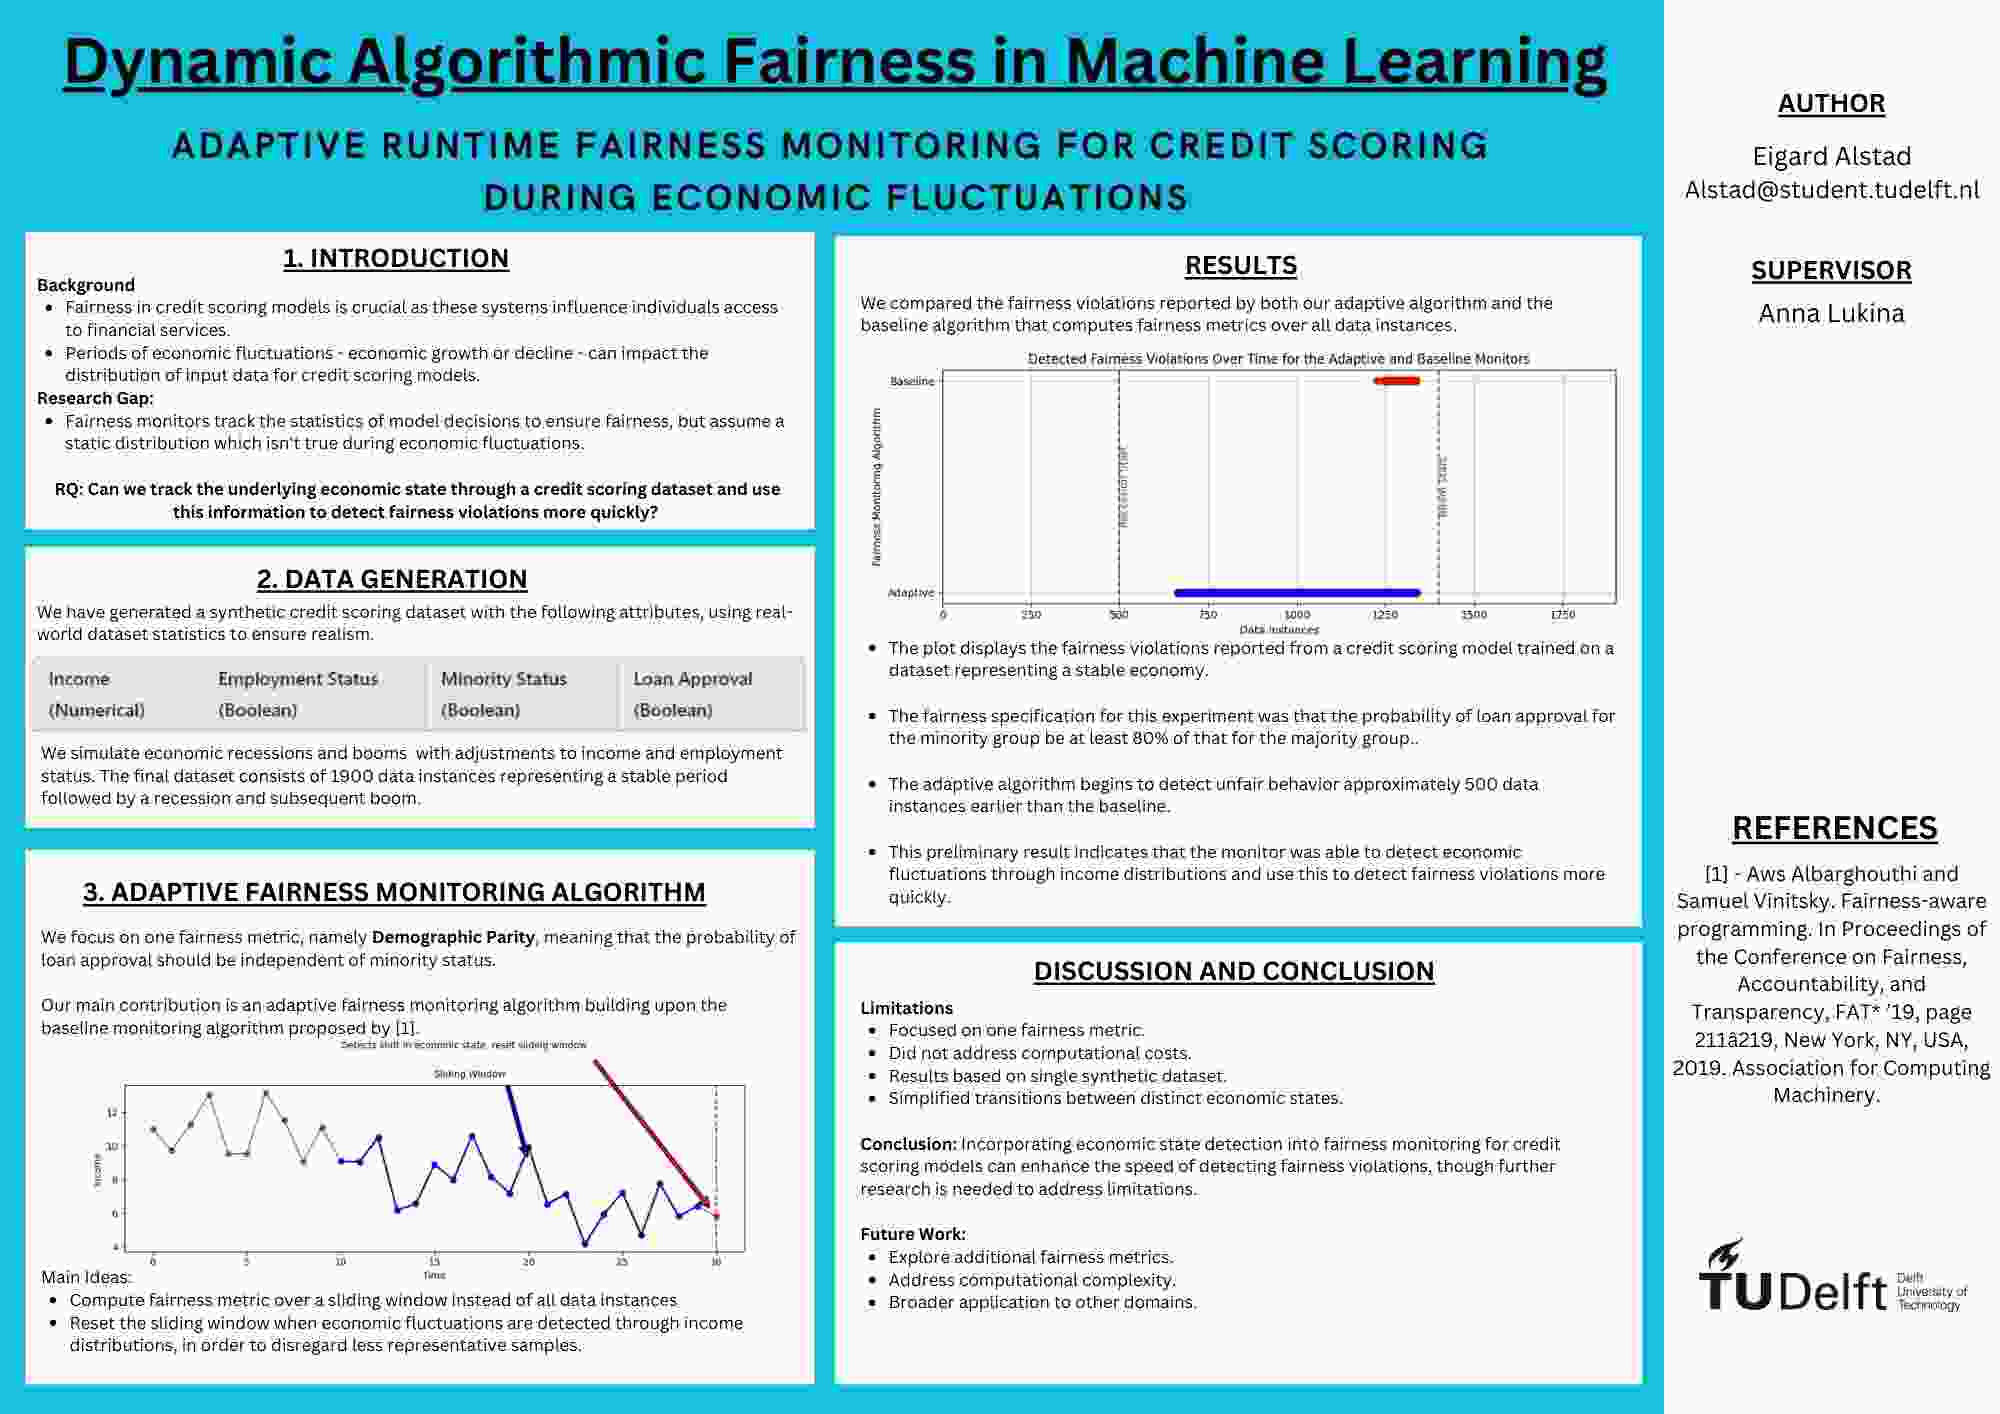 Dynamic Algorithmic Fairness in Machine Learning
ADAPTIVE RUNTIME FAIRNESS MONITORING FOR CREDIT SCORING
DURING ECONOMIC FLUCTUATIONS
1. INTRODUCTION
Background
• Fairness in credit scoring models is crucial as these systems influence individuals access
to financial services.
• Periods of economic fluctuations - economic growth or decline - can impact the
distribution of input data for credit scoring models.
Research Gap:
• Fairness monitors track the statistics of model decisions to ensure fairness, but assume a
static distribution which isn't true during economic fluctuations.
RQ: Can we track the underlying economic state through a credit scoring dataset and use
this information to detect fairness violations more quickly?
2. DATA GENERATION
We have generated a synthetic credit scoring dataset with the following attributes, using real-
world dataset statistics to ensure realism.
Income Employment Status Minority Status Loan Approval
(Numerical) (Boolean) (Boolean) (Boolean)
We simulate economic recessions and booms with adjustments to income and employment
status. The final dataset consists of 1900 data instances representing a stable period
followed by a recession and subsequent boom.
3. ADAPTIVE FAIRNESS MONITORING ALGORITHM
We focus on one fairness metric, namely Demographic Parity, meaning that the probability of
loan approval should be independent of minority status.
Our main contribution is an adaptive fairness monitoring algorithm building upon the
baseline monitoring algorithm proposed by [1].
Detects shift in economic state, reset sliding window
Sliding Window
12
10
8
6
4
Income
0 5 10 15 20 25 30
Time
Main Ideas:
• Compute fairness metric over a sliding window instead of all data instances
• Reset the sliding window when economic fluctuations are detected through income
distributions, in order to disregard less representative samples.
RESULTS
We compared the fairness violations reported by both our adaptive algorithm and the
baseline algorithm that computes fairness metrics over all data instances.
Detected Fairness Violations Over Time for the Adaptive and Baseline Monitors
Baseline
Fairness Monitoring Algorithm
Recession Start
Boom Start
Adaptive
0 250 500 750 1000 1250 1500 1750
Data Instances
• The plot displays the fairness violations reported from a credit scoring model trained on a
dataset representing a stable economy.
• The fairness specification for this experiment was that the probability of loan approval for
the minority group be at least 80% of that for the majority group..
• The adaptive algorithm begins to detect unfair behavior approximately 500 data
instances earlier than the baseline.
• This preliminary result indicates that the monitor was able to detect economic
fluctuations through income distributions and use this to detect fairness violations more
quickly.
DISCUSSION AND CONCLUSION
Limitations
• Focused on one fairness metric.
• Did not address computational costs.
• Results based on single synthetic dataset.
• Simplified transitions between distinct economic states.
Conclusion: Incorporating economic state detection into fairness monitoring for credit
scoring models can enhance the speed of detecting fairness violations, though further
research is needed to address limitations.
Future Work:
• Explore additional fairness metrics.
• Address computational complexity.
• Broader application to other domains.
AUTHOR
Eigard Alstad
Alstad@student.tudelft.nl
SUPERVISOR
Anna Lukina
REFERENCES
[1] - Aws Albarghouthi and
Samuel Vinitsky. Fairness-aware
programming. In Proceedings of
the Conference on Fairness,
Accountability, and
Transparency, FAT* '19, page
211â219, New York, NY, USA,
2019. Association for Computing
Machinery.
TUDelft
Delft
University of
Technology